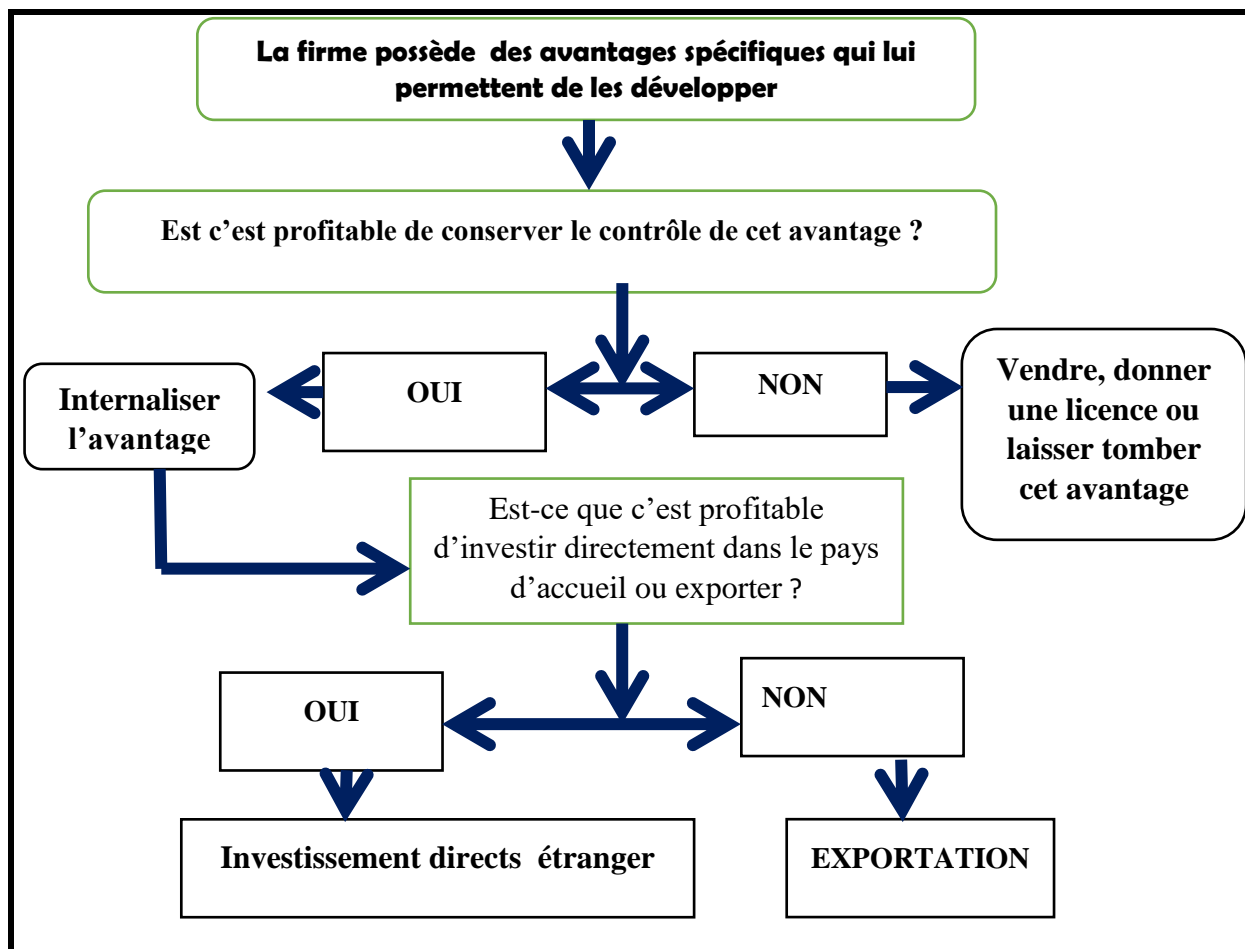 La firme possède des avantages spécifiques qui lui
permettent de les développer
Est c’est profitable de conserver le contrôle de cet avantage ?
OUI
NON
Internaliser
l’avantage
Vendre, donner
une licence ou
laisser tomber
cet avantage
Est-ce que c’est profitable
d’investir directement dans le pays
d’accueil ou exporter ?
OUI
NON
Investissement directs étranger
EXPORTATION